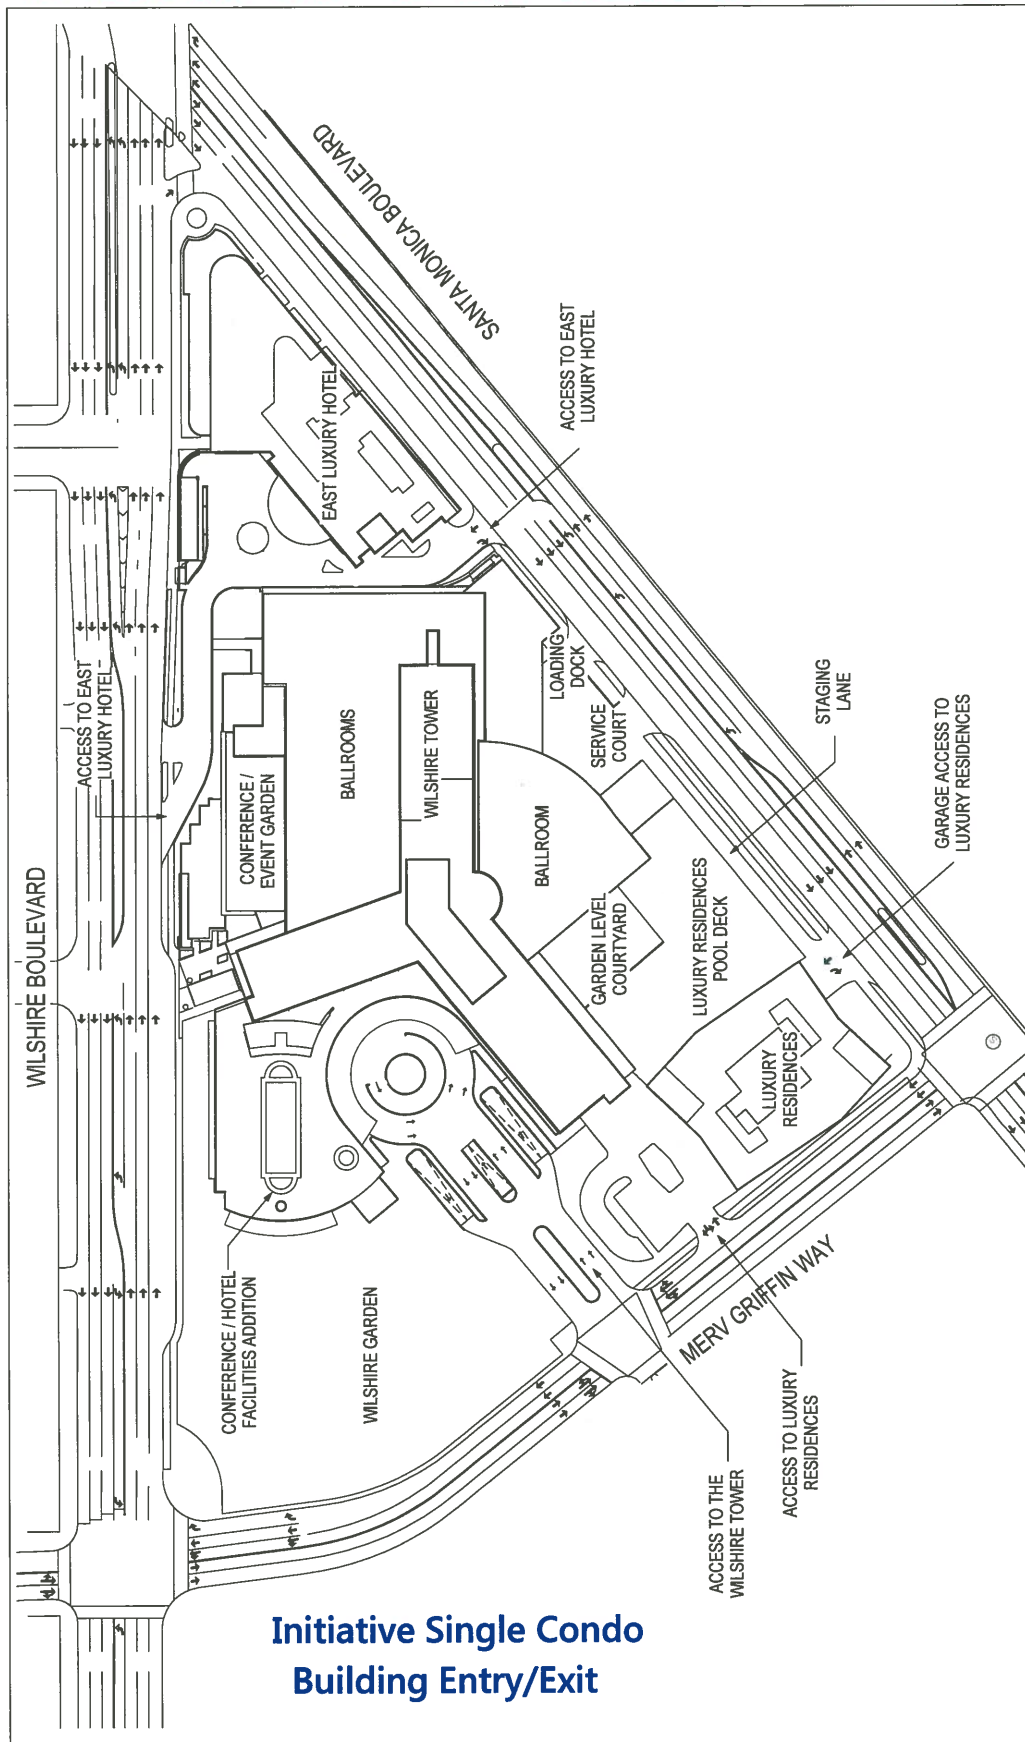 WILSHIRE BOULEVARD
SANTA MONICA BOULEVARD
ACCESS TO EAST
LUXURY HOTEL
EAST LUXURY HOTEL
ACCESS TO EAST
LUXURY HOTEL
LOADING
DOCK
SERVICE
COURT
STAGING
LANE
GARAGE ACCESS TO
LUXURY RESIDENCES
BALLROOMS
WILSHIRE TOWER
CONFERENCE /
EVENT GARDEN
BALLROOM
GARDEN LEVEL
COURTYARD
LUXURY RESIDENCES
POOL DECK
LUXURY
RESIDENCES
CONFERENCE / HOTEL
FACILITIES ADDITION
WILSHIRE GARDEN
MERV GRIFFIN WAY
ACCESS TO LUXURY
RESIDENCES
ACCESS TO THE
WILSHIRE TOWER
Initiative Single Condo
Building Entry/Exit